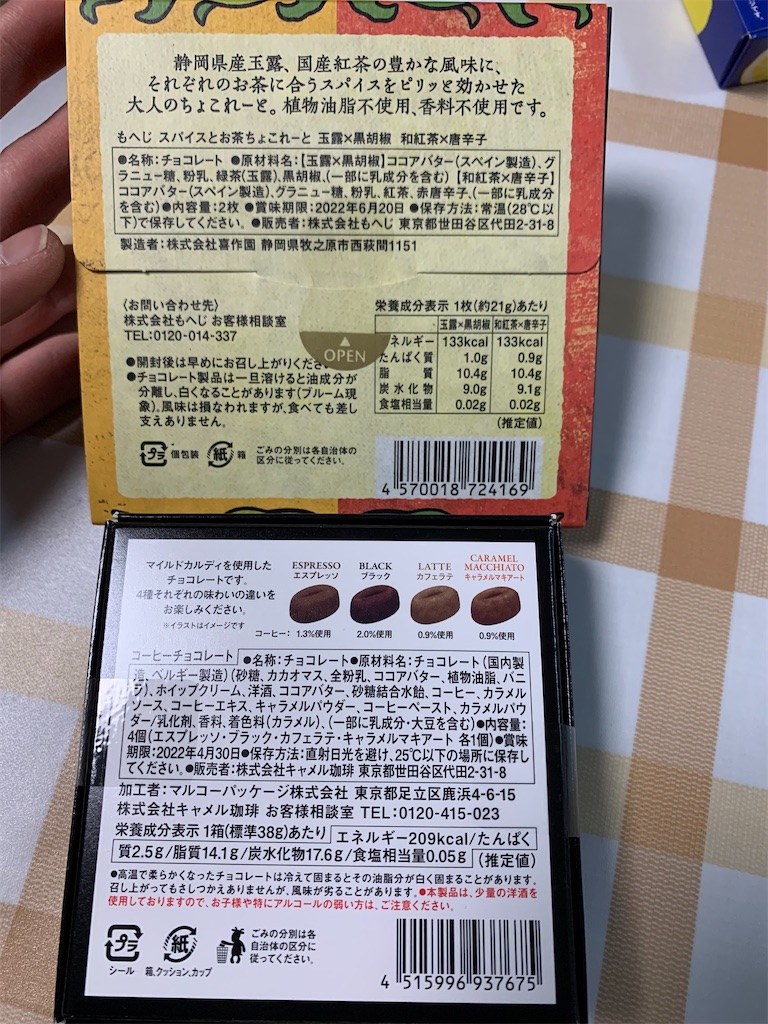 静岡県産玉露、国産紅茶の豊かな風味に、
それぞれのお茶に合うスパイスをピリッと効かせた
大人のちょこれーと。植物油脂不使用、香料不使用です。
もへじ スパイスとお茶ちょこれーと 玉露×黒胡椒 和紅茶×唐辛子
●名称:チョコレート ●原材料名:【玉露×黒胡椒】ココアバター(スペイン製造)、グ
ラニュー糖、粉乳、緑茶(玉露)、黒胡椒、(一部に乳成分を含む)【和紅茶×唐辛子】
ココアバター(スペイン製造)、グラニュー糖、粉乳、紅茶、赤唐辛子、(一部に乳成分
を含む)●内容量:2枚 ●賞味期限:2022年6月20日 ●保存方法:常温(28℃以
下)で保存してください。●販売者:株式会社もへじ 東京都世田谷区代田2-31-8
製造者:株式会社喜作園 静岡県牧之原市西萩間1151
〈お問い合わせ先〉
株式会社もへじ お客様相談室
TEL:0120-014-337
●開封後は早めにお召し上がりくだ
●チョコレート製品は一旦溶けると油成分が
分離し、白くなることがあります(ブルーム現
象)。風味は損なわれますが、食べても差し
支えありません。
OPEN
栄養成分表示 1枚(約21g)あたり
玉露×黒胡椒 和紅茶×唐辛子
エネルギー 133kcal 133kcal
たんぱく質 1.0g 0.9g
脂質 10.4g 10.4g
炭水化物 9.0g 9.1g
食塩相当量 0.02g 0.02g
(推定値)
プラ 個包装 紙 箱
ごみの分別は各自治体の
区分に従ってください。
4 570018 724169
マイルドカルディを使用した
チョコレートです。
4種それぞれの味わいの違いを
お楽しみください。
※イラストはイメージです
ESPRESSO BLACK LATTE CARAMEL MACCHIATO
エスプレッソ ブラック カフェラテ キャラメルマキアート
コーヒー: 1.3%使用 2.0%使用 0.9%使用 0.9%使用
コーヒーチョコレート ●名称:チョコレート●原材料名:チョコレート(国内製
造、ベルギー製造)(砂糖、カカオマス、全粉乳、ココアバター、植物油脂、バニ
ラ)、ホイップクリーム、洋酒、ココアバター、砂糖結合水飴、コーヒー、カラメル
ソース、コーヒーエキス、キャラメルパウダー、コーヒーペースト、カラメルパウ
ダー/乳化剤、香料、着色料(カラメル)、(一部に乳成分・大豆を含む)●内容量:
4個(エスプレッソ・ブラック・カフェラテ・キャラメルマキアート 各1個)●賞味
期限:2022年4月30日●保存方法:直射日光を避け、25℃以下の場所に保存し
てください。●販売者:株式会社キャメル珈琲 東京都世田谷区代田2-31-8
加工者:マルコーパッケージ株式会社 東京都足立区鹿浜4-6-15
株式会社キャメル珈琲 お客様相談室 TEL:0120-415-023
栄養成分表示 1箱(標準38g)あたり エネルギー209kcal/たんぱく
質2.5g/脂質14.1g/炭水化物17.6g/食塩相当量0.05g (推定値)
●高温で柔らかくなったチョコレートは冷えて固まるとその油脂分が白く固まることがあります。
召し上がってもさしつかえありませんが、風味が劣ることがあります。●本製品は、少量の洋酒を
使用しておりますので、お子様や特にアルコールの弱い方は、ご注意ください。
プラ 紙
シール 箱、クッション、カップ
ごみの分別は各
自治体の区分に
従ってください。
4 515996 937675